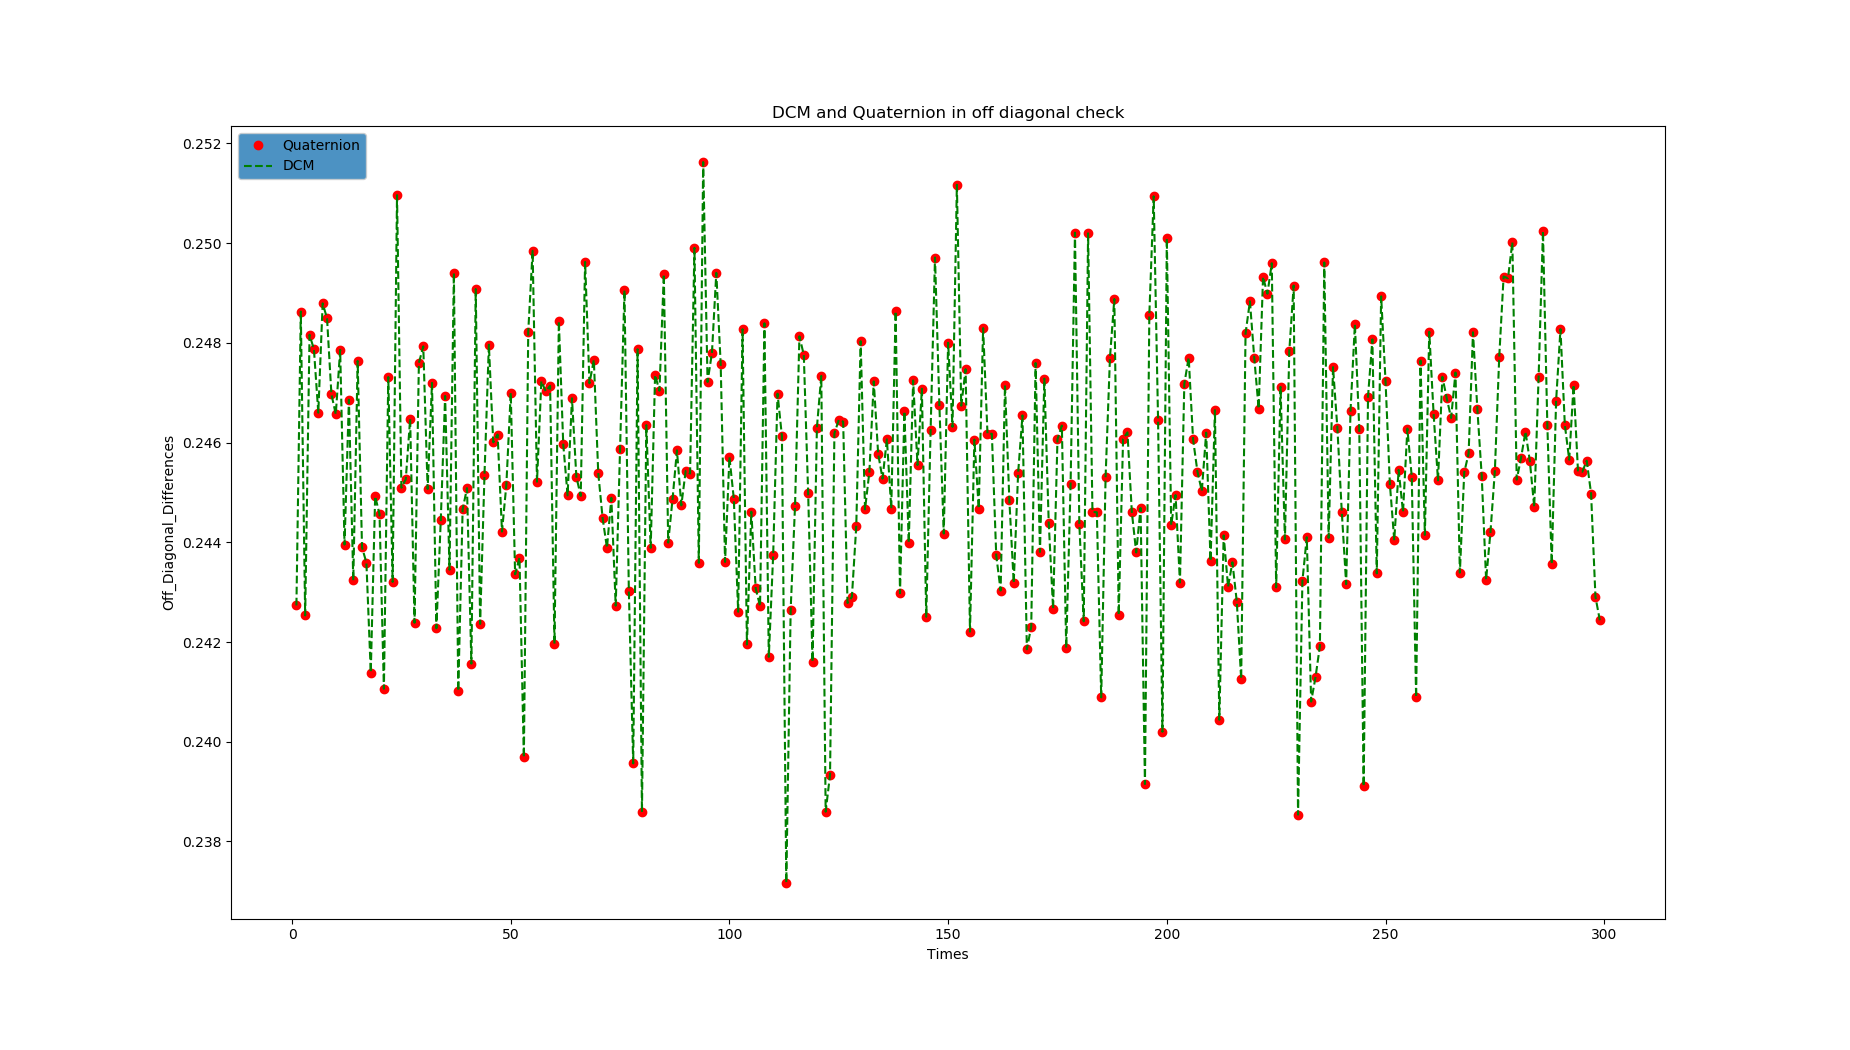 DCM and Quaternion in off diagonal check
Quaternion
DCM
0.252
0.250
0.248
0.246
0.244
0.242
0.240
0.238
Off_Diagonal_Differences
0 50 100 150 200 250 300
Times